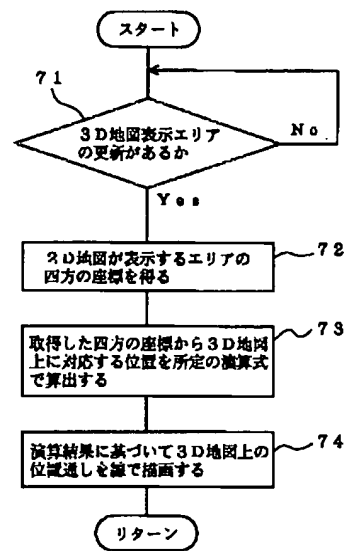 スタート
71
3D地図表示エリア
の更新があるか
No
Yes
2D地図が表示するエリアの
四方の座標を得る
72
取得した四方の座標から3D地図
上に対応する位置を所定の演算式
で算出する
73
演算結果に基づいて3D地図上の
位置通しを線で描画する
74
リターン